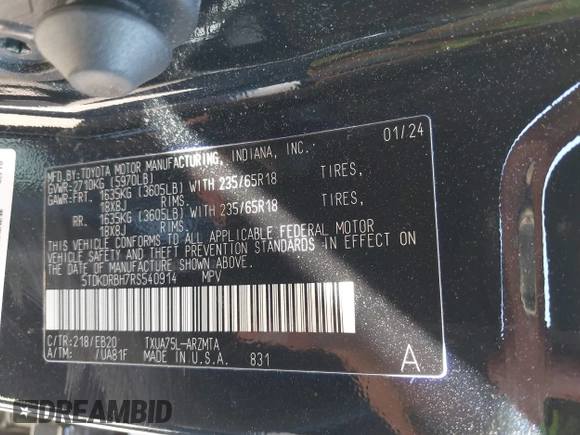 MFD.BY:TOYOTA MOTOR MANUFACTURING, INDIANA, INC. 01/24
GVWR:2710KG (5970LB)
GAWR:FRT. 1635KG (3605LB) WITH 235/65R18 TIRES,
18X8J RIMS.
RR. 1635KG (3605LB) WITH 235/65R18 TIRES,
18X8J RIMS.
THIS VEHICLE CONFORMS TO ALL APPLICABLE FEDERAL MOTOR
VEHICLE SAFETY AND THEFT PREVENTION STANDARDS IN EFFECT ON
THE DATE OF MANUFACTURE SHOWN ABOVE.
5TDKDRBH7RS540914 MPV
C/TR:218/EB20 TXUA75L-ARZMTA
A/TM: /UA81F MADE IN U.S.A. 831 A
DREAMBID